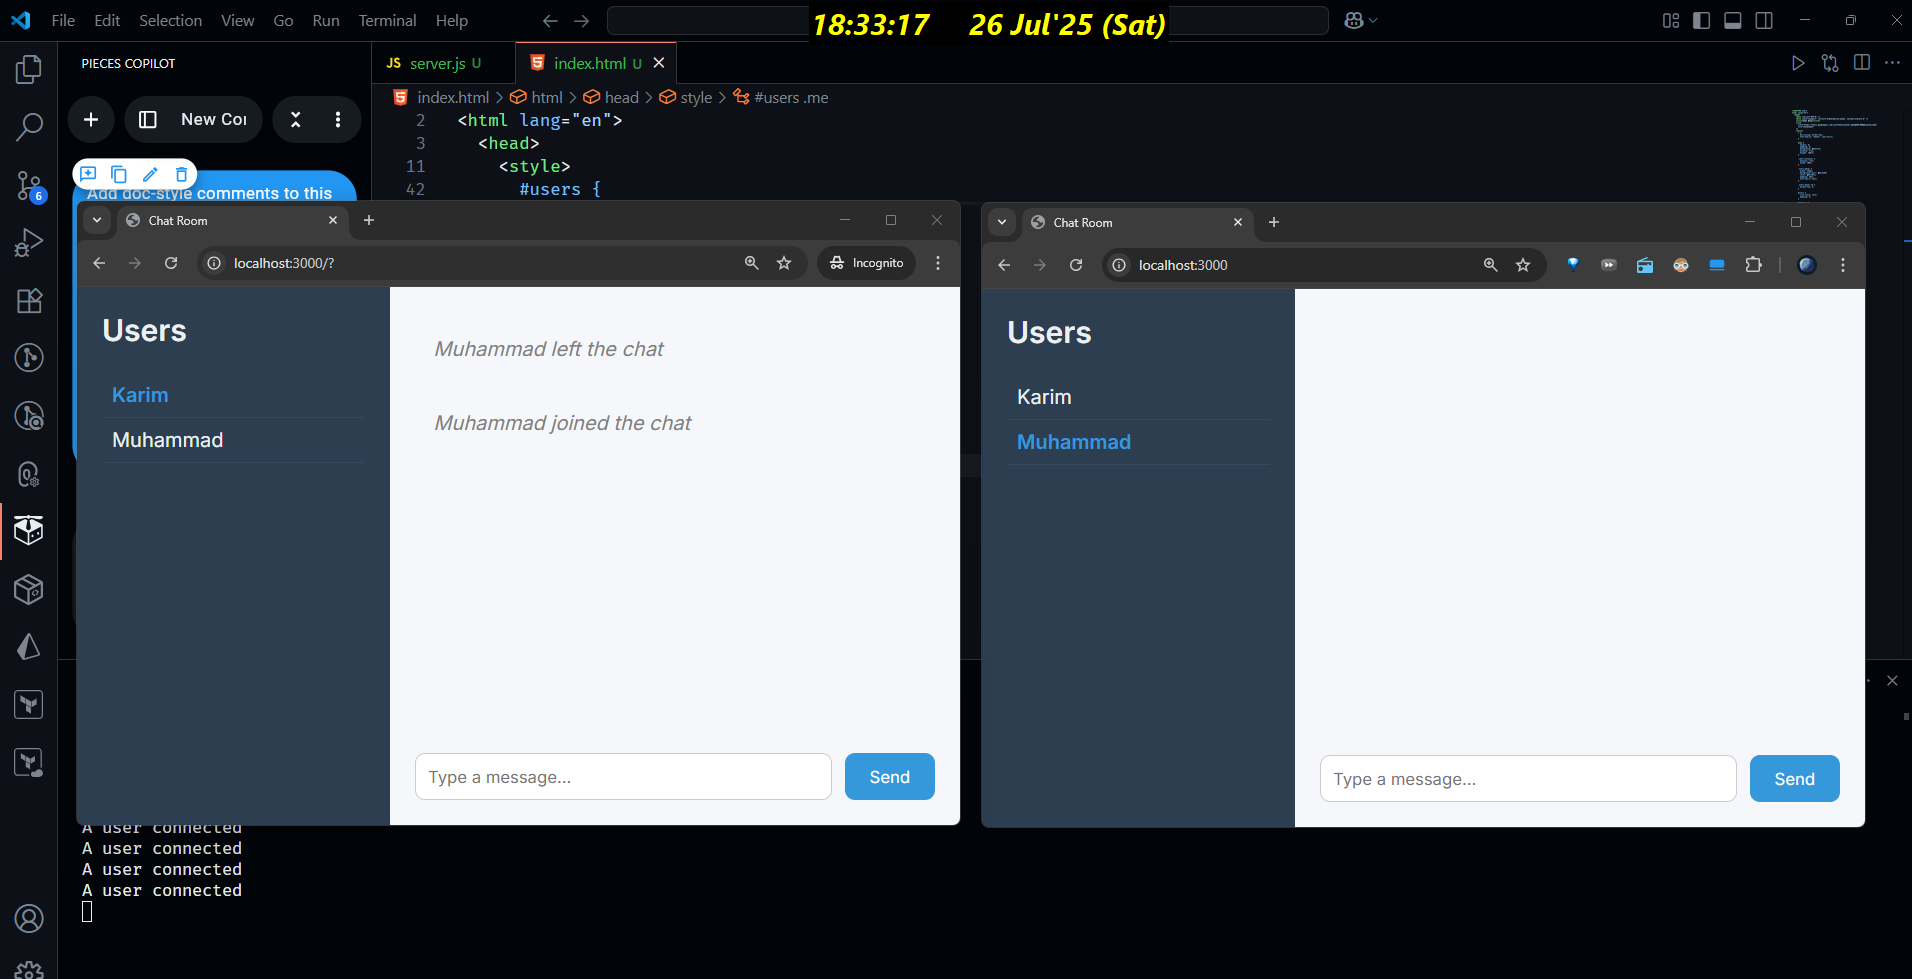 File Edit Selection View Go Run Terminal Help
18:33:17 26 Jul'25 (Sat)
PIECES COPILOT
JS server.js U
index.html U
index.html > html > head > style > #users .me
New Cor
2 <html lang="en">
3 <head>
11 <style>
42 #users {
Add doc-style comments to this
6
Chat Room
localhost:3000/?
Incognito
Users
Karim
Muhammad
Muhammad left the chat
Muhammad joined the chat
Type a message...
Send
Chat Room
localhost:3000
Users
Karim
Muhammad
Type a message...
Send
A user connected
A user connected
A user connected
A user connected